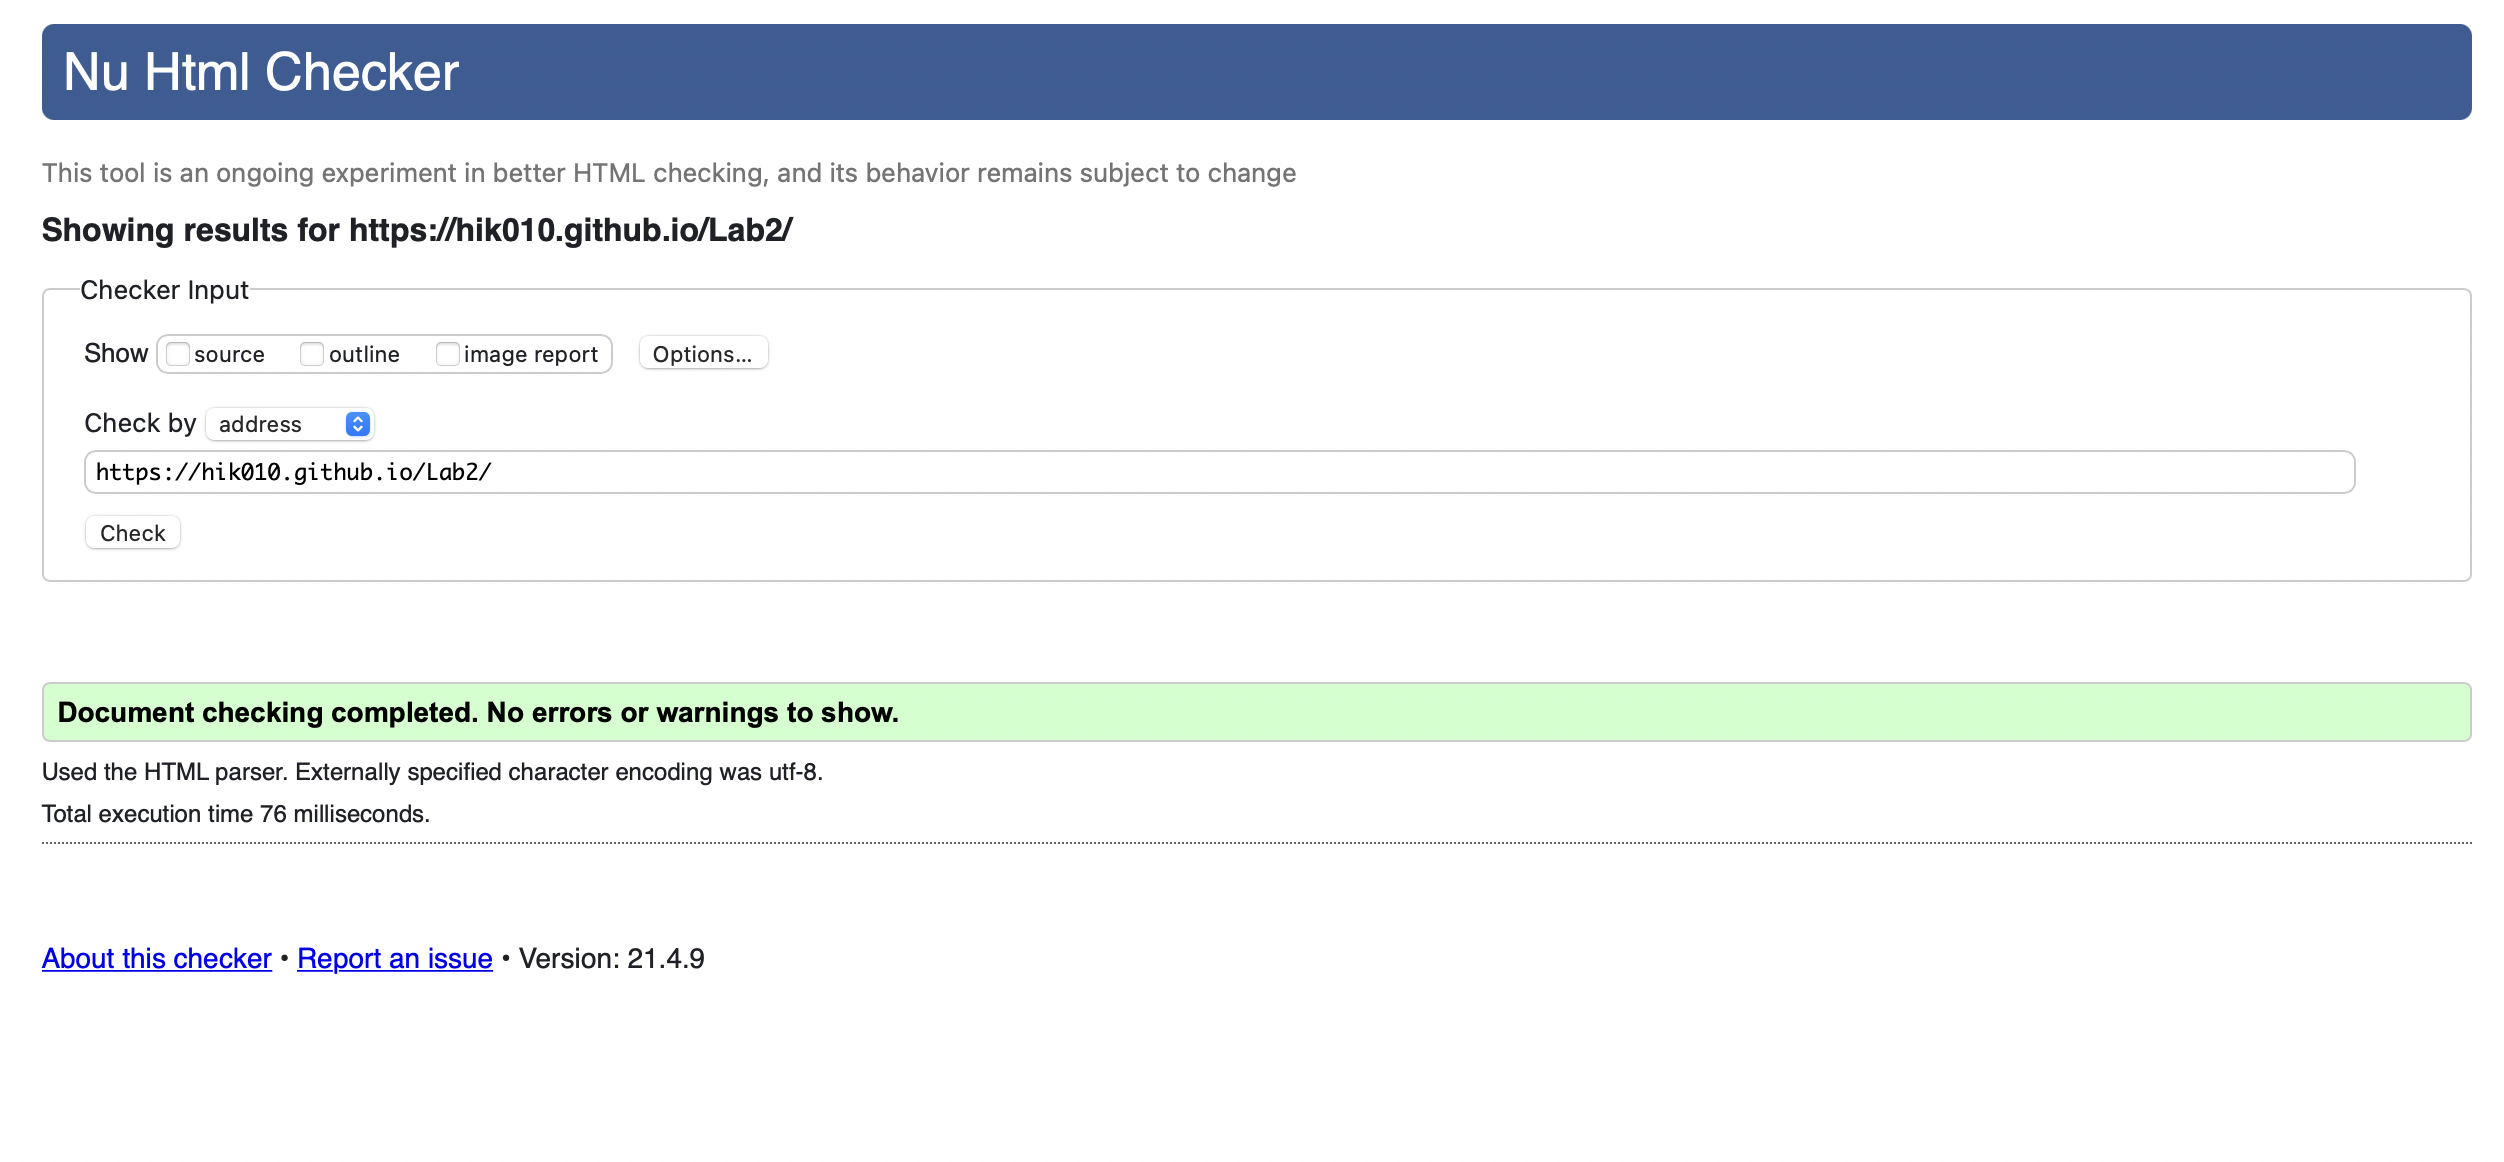 Nu Html Checker
This tool is an ongoing experiment in better HTML checking, and its behavior remains subject to change
Showing results for https://hik010.github.io/Lab2/
Checker Input
Show source outline image report Options...
Check by address
https://hik010.github.io/Lab2/
Check
Document checking completed. No errors or warnings to show.
Used the HTML parser. Externally specified character encoding was utf-8.
Total execution time 76 milliseconds.
About this checker • Report an issue • Version: 21.4.9